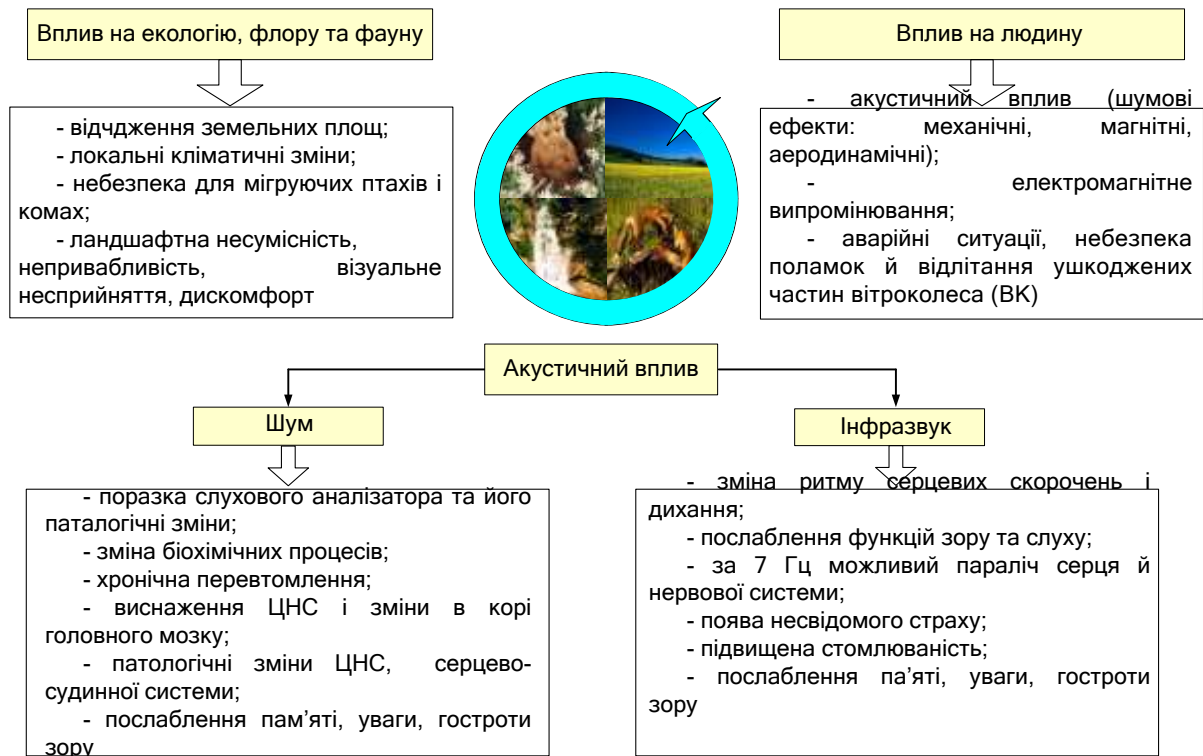 Вплив на екологію, флору та фауну
- відчдження земельних площ;
- локальні кліматичні зміни;
- небезпека для мігруючих птахів і
комах;
- ландшафтна несумісність,
непривабливість, візуальне
несприйняття, дискомфорт
Вплив на людину
- акустичний вплив (шумові
ефекти: механічні, магнітні,
аеродинамічні);
- електромагнітне
випромінювання;
- аварійні ситуації, небезпека
поламок й відлітання ушкоджених
частин вітроколеса (ВК)
Акустичний вплив
Шум
- поразка слухового аналізатора та його
паталогічні зміни;
- зміна біохімічних процесів;
- хронічна перевтомлення;
- виснаження ЦНС і зміни в корі
головного мозку;
- патологічні зміни ЦНС, серцево-
судинної системи;
- послаблення пам’яті, уваги, гостроти
зору
Інфразвук
- зміна ритму серцевих скорочень і
дихання;
- послаблення функцій зору та слуху;
- за 7 Гц можливий параліч серця й
нервової системи;
- поява несвідомого страху;
- підвищена стомлюваність;
- послаблення па’яті, уваги, гостроти
зору